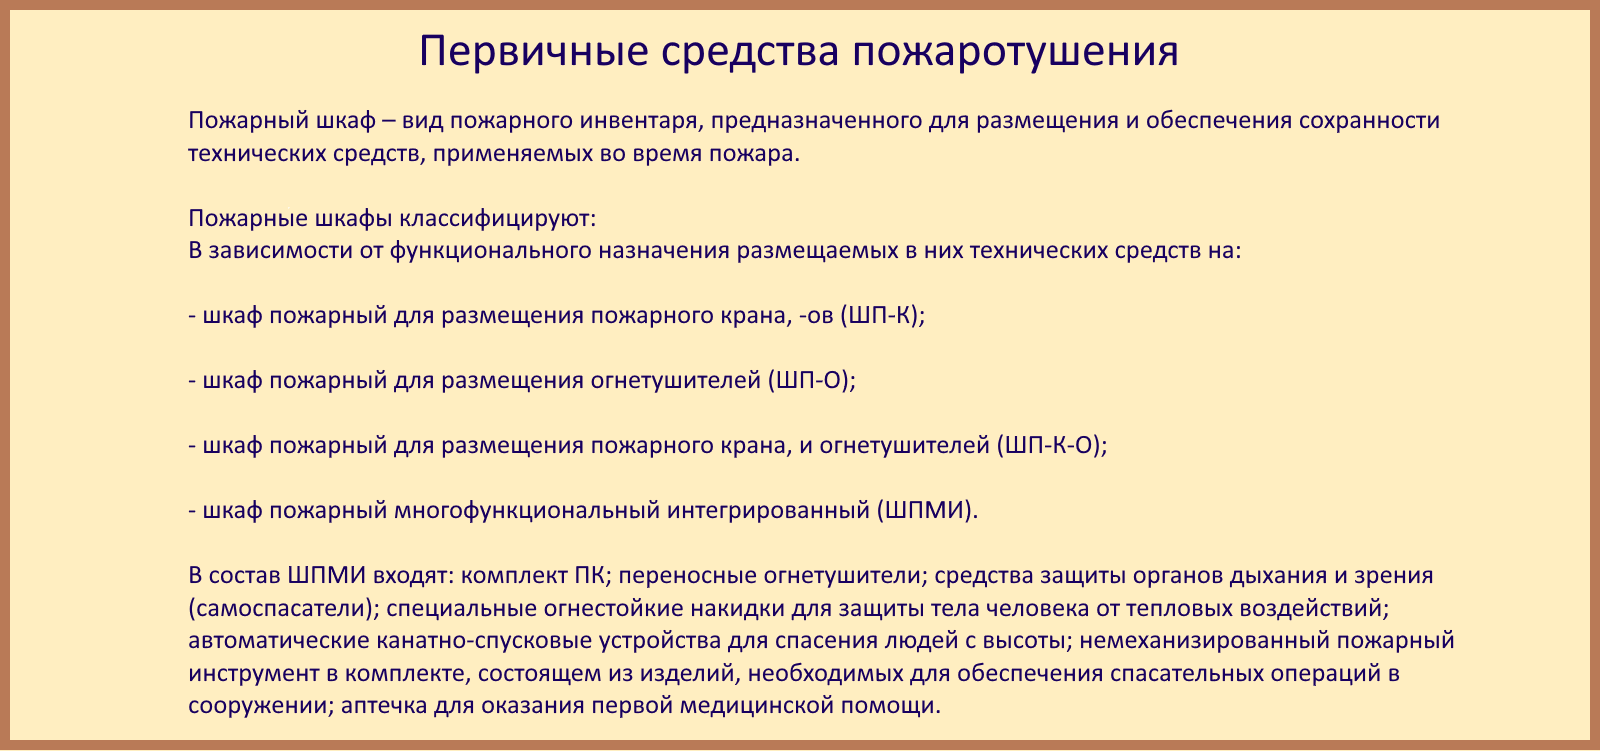 Первичные средства пожаротушения
Пожарный шкаф – вид пожарного инвентаря, предназначенного для размещения и обеспечения сохранности
технических средств, применяемых во время пожара.
Пожарные шкафы классифицируют:
В зависимости от функционального назначения размещаемых в них технических средств на:
- шкаф пожарный для размещения пожарного крана, -ов (ШП-К);
- шкаф пожарный для размещения огнетушителей (ШП-О);
- шкаф пожарный для размещения пожарного крана, и огнетушителей (ШП-К-О);
- шкаф пожарный многофункциональный интегрированный (ШПМИ).
В состав ШПМИ входят: комплект ПК; переносные огнетушители; средства защиты органов дыхания и зрения
(самоспасатели); специальные огнестойкие накидки для защиты тела человека от тепловых воздействий;
автоматические канатно-спусковые устройства для спасения людей с высоты; немеханизированный пожарный
инструмент в комплекте, состоящем из изделий, необходимых для обеспечения спасательных операций в
сооружении; аптечка для оказания первой медицинской помощи.